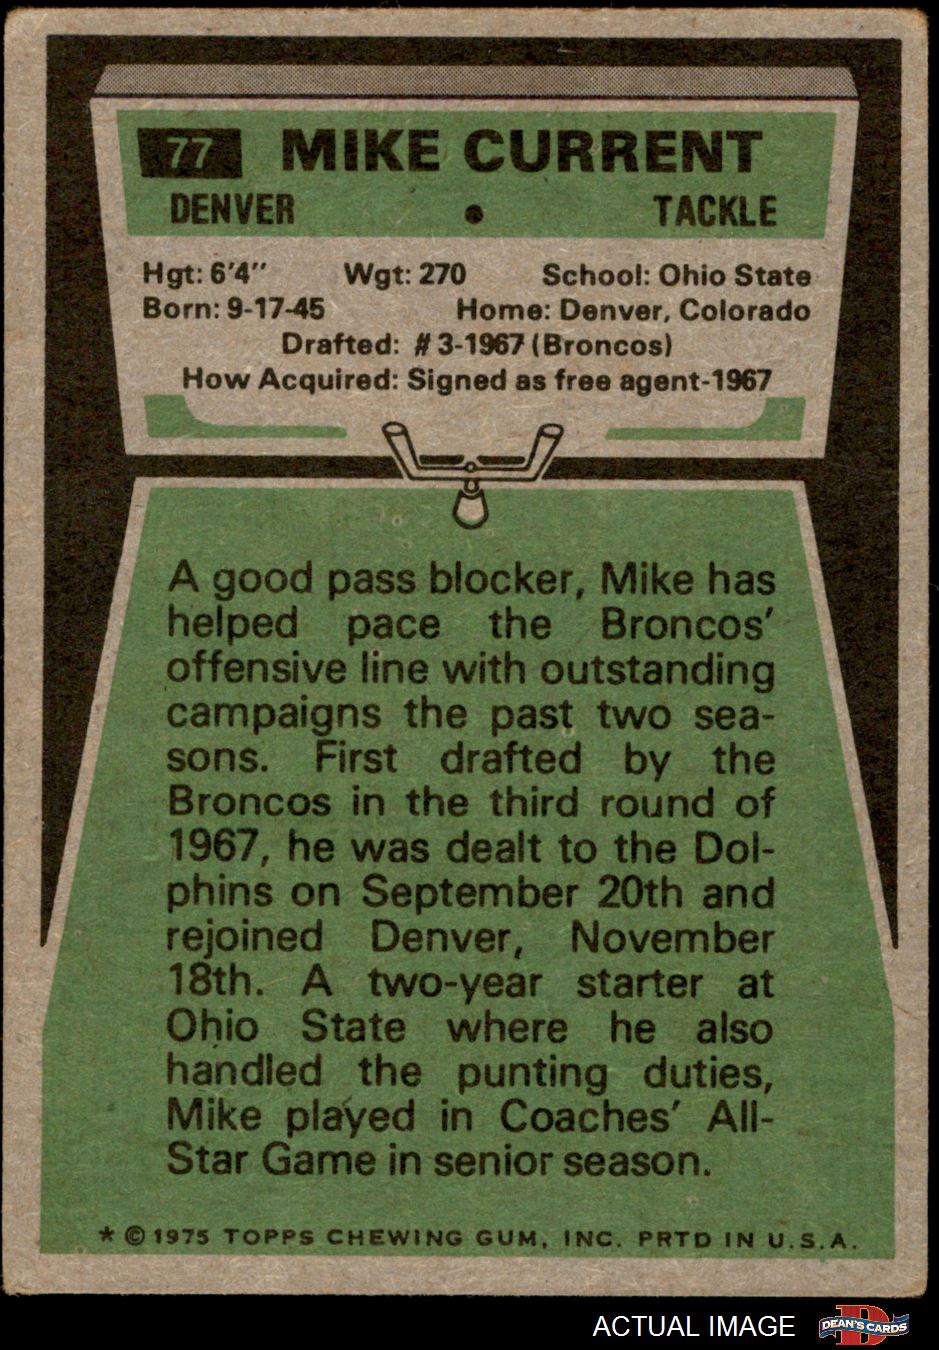 77 MIKE CURRENT
DENVER • TACKLE
Hgt: 6'4" Wgt: 270 School: Ohio State
Born: 9-17-45 Home: Denver, Colorado
Drafted: #3-1967 (Broncos)
How Acquired: Signed as free agent-1967
A good pass blocker, Mike has
helped pace the Broncos'
offensive line with outstanding
campaigns the past two sea-
sons. First drafted by the
Broncos in the third round of
1967, he was dealt to the Dol-
phins on September 20th and
rejoined Denver, November
18th. A two-year starter at
Ohio State where he also
handled the punting duties,
Mike played in Coaches' All-
Star Game in senior season.
* © 1975 TOPPS CHEWING GUM, INC. PRTD IN U.S.A.
ACTUAL IMAGE D DEAN'S CARDS